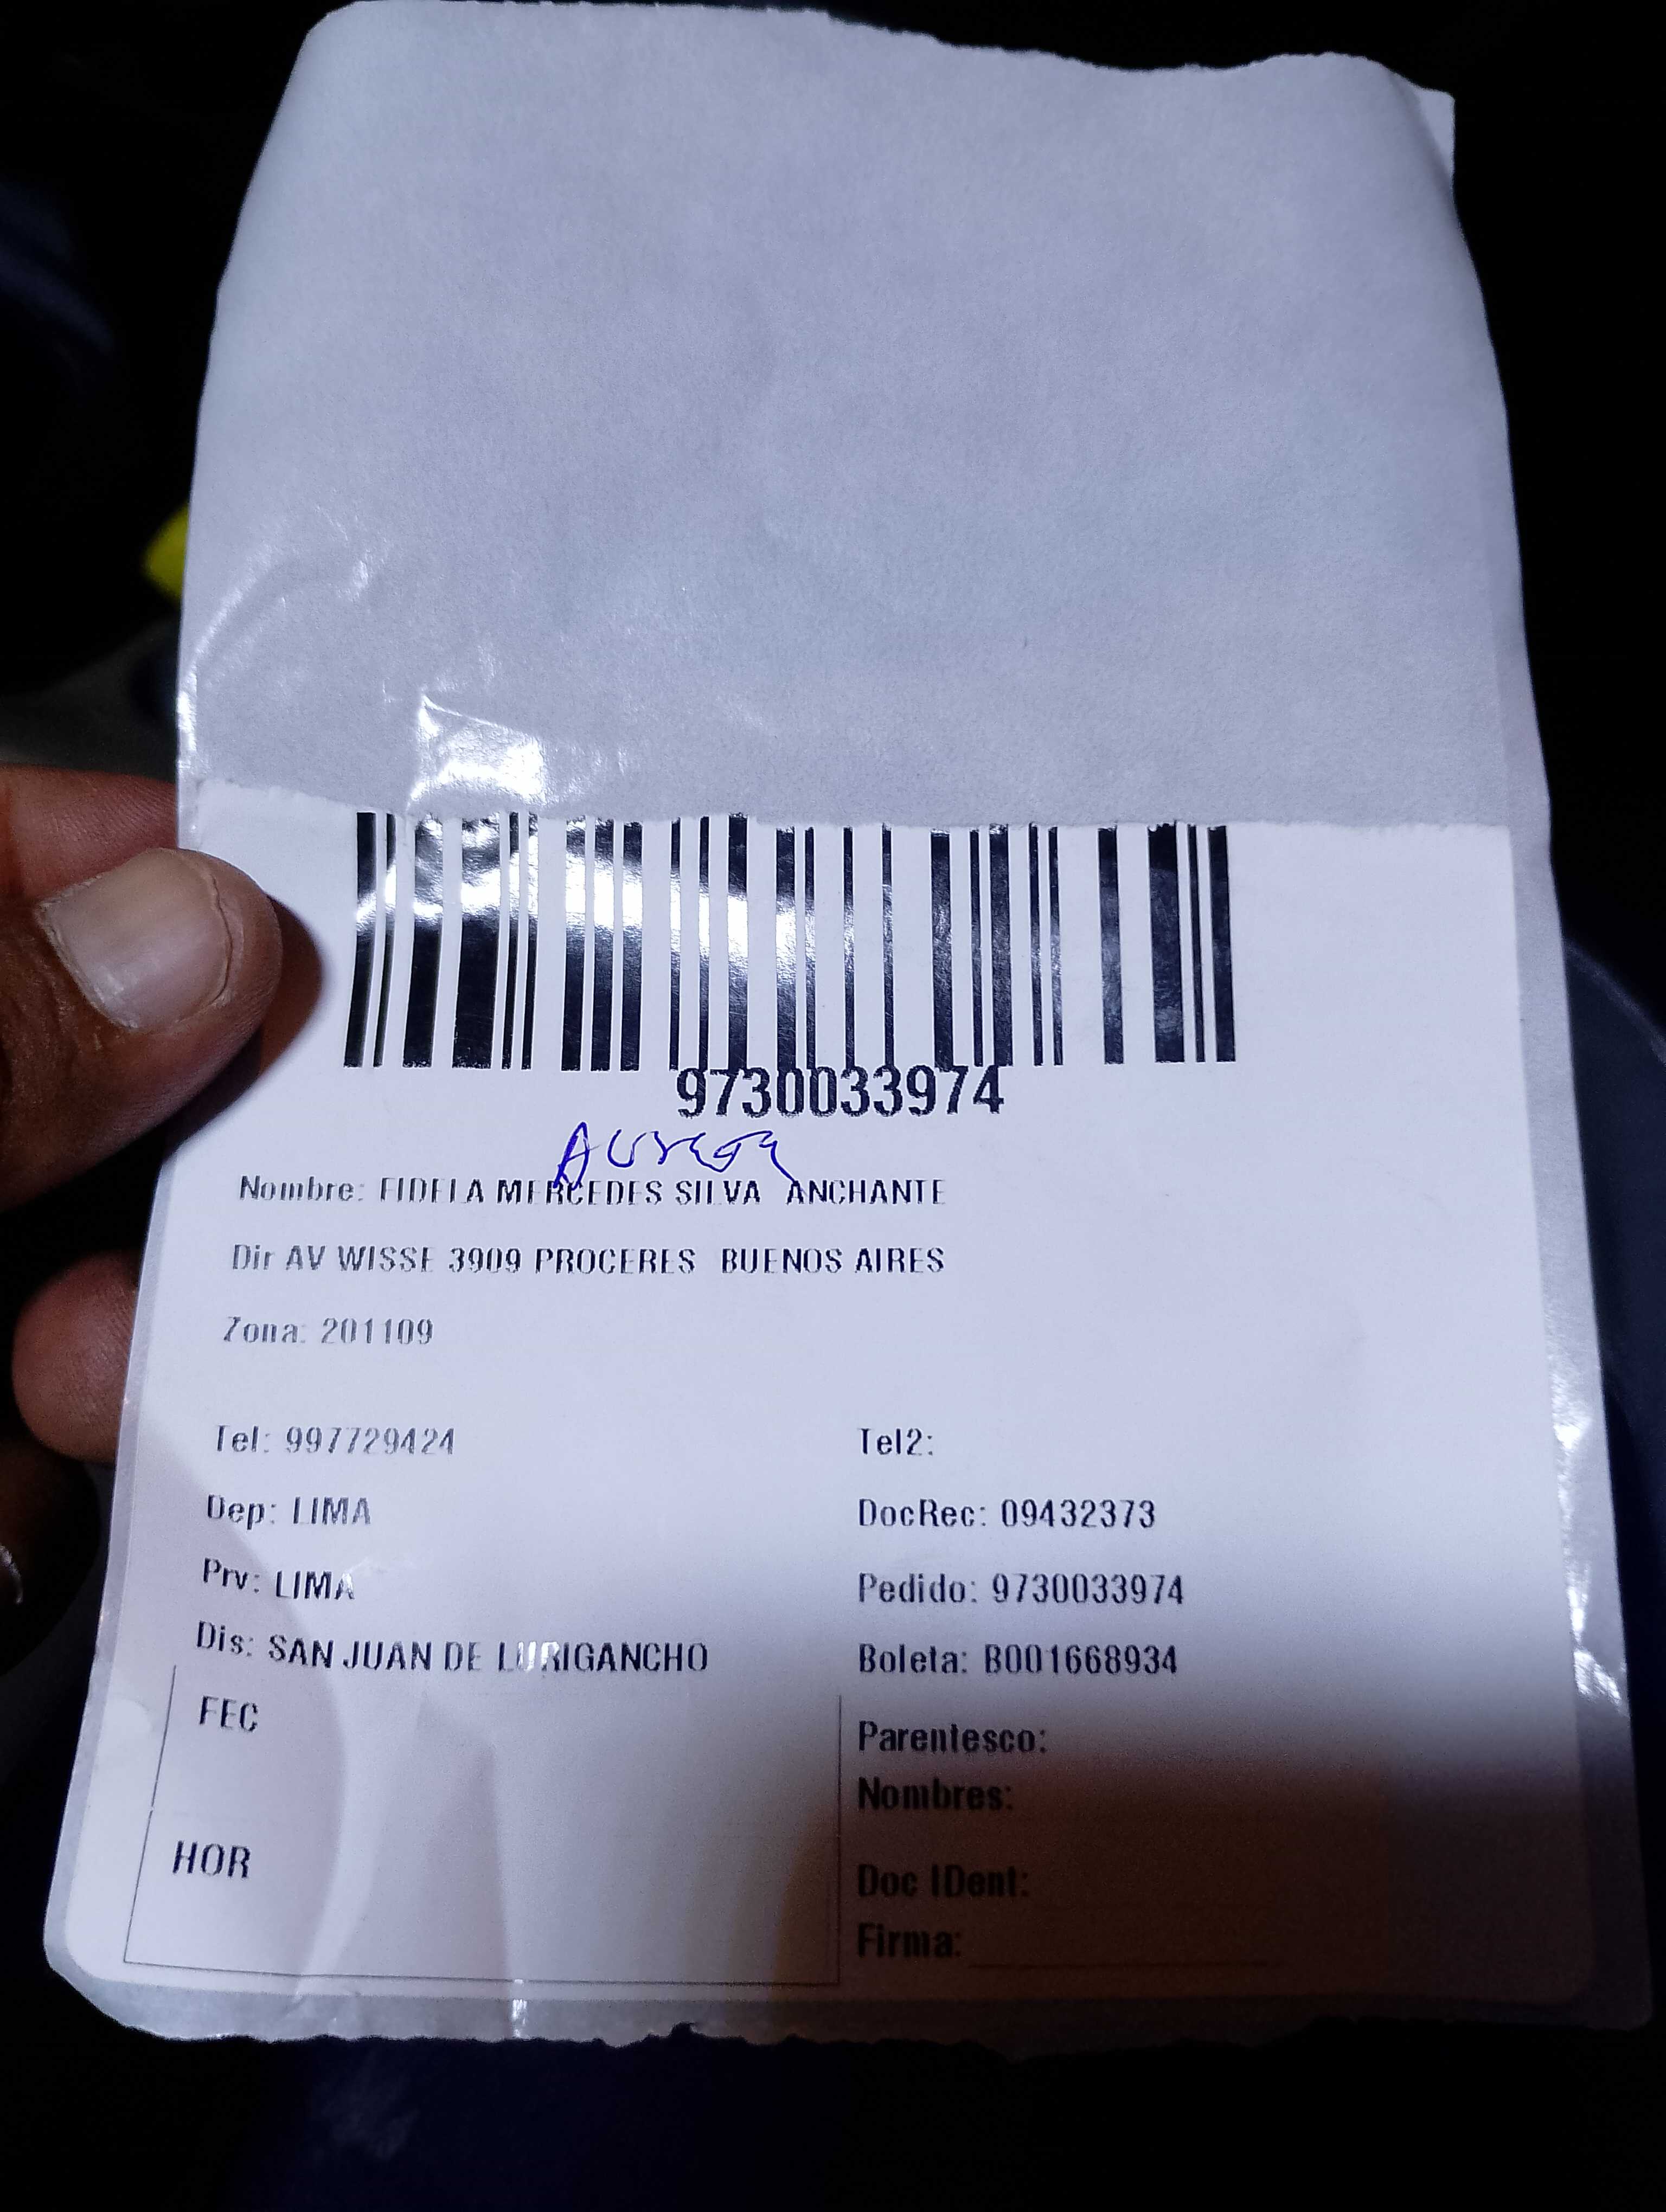 9730033974
Nombre: FIDELA MERCEDES SILVA ANCHANTE
Dir AV WISSE 3909 PROCERES BUENOS AIRES
Zona: 201109
Tel: 997729424
Tel2:
Dep: LIMA
DocRec: 09432373
Prv: LIMA
Pedido: 9730033974
Dis: SAN JUAN DE LURIGANCHO
Boleta: B001668934
FEC
Parentesco:
Nombres:
HOR
Doc IDent:
Firma: